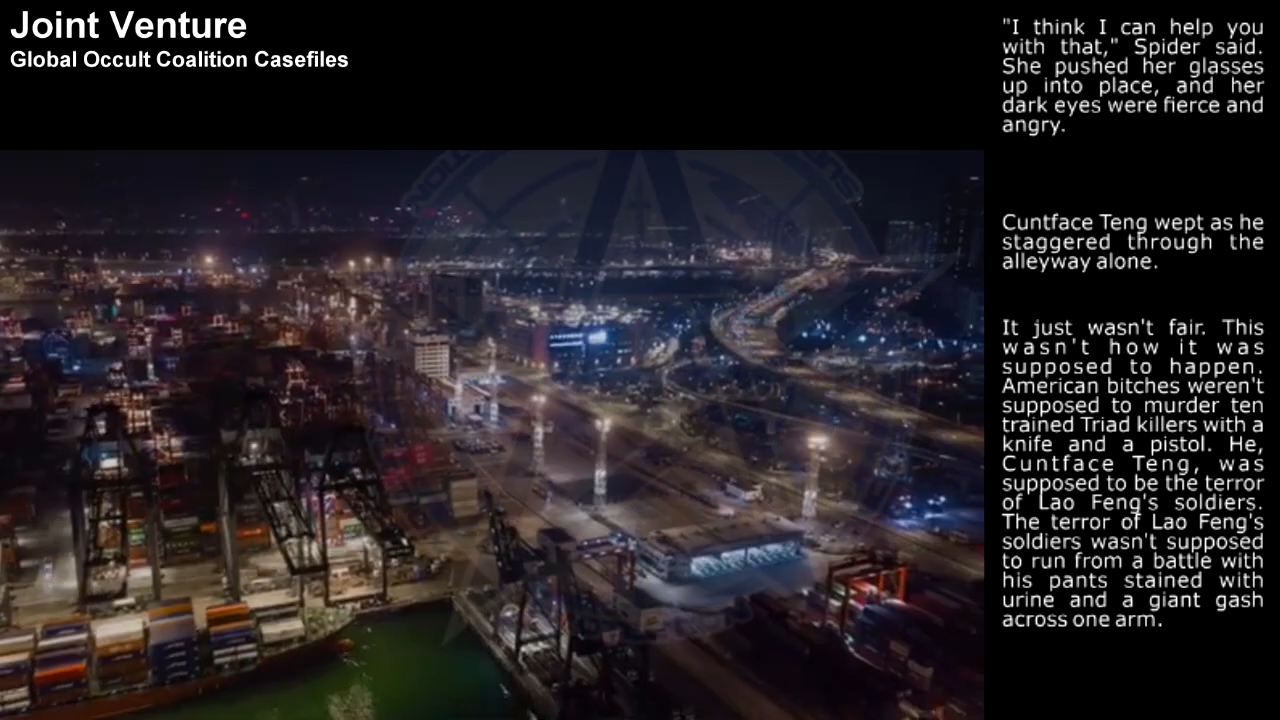 Joint Venture
Global Occult Coalition Casefiles
"I think I can help you
with that," Spider said.
She pushed her glasses
up into place, and her
dark eyes were fierce and
angry.
Cuntface Teng wept as he
staggered through the
alleyway alone.
It just wasn't fair. This
wasn't how it was
supposed to happen.
American bitches weren't
supposed to murder ten
trained Triad killers with a
knife and a pistol. He,
Cuntface Teng, was
supposed to be the terror
of Lao Feng's soldiers.
The terror of Lao Feng's
soldiers wasn't supposed
to run from a battle with
his pants stained with
urine and a giant gash
across one arm.